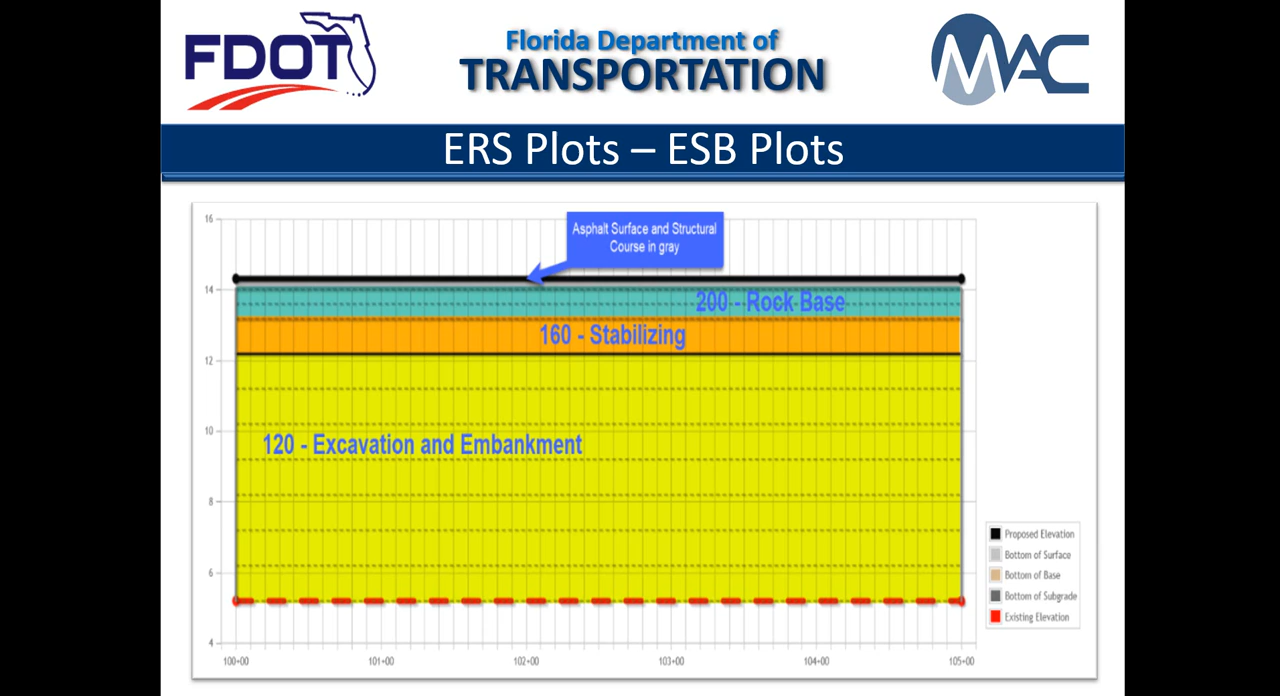 FDOT
Florida Department of
TRANSPORTATION
MAC
ERS Plots – ESB Plots
Asphalt Surface and Structural
Course in gray
16
14
12
10
8
6
4
200 - Rock Base
160 - Stabilizing
120 - Excavation and Embankment
Proposed Elevation
Bottom of Surface
Bottom of Base
Bottom of Subgrade
Existing Elevation
100+00 101+00 102+00 103+00 104+00 105+00